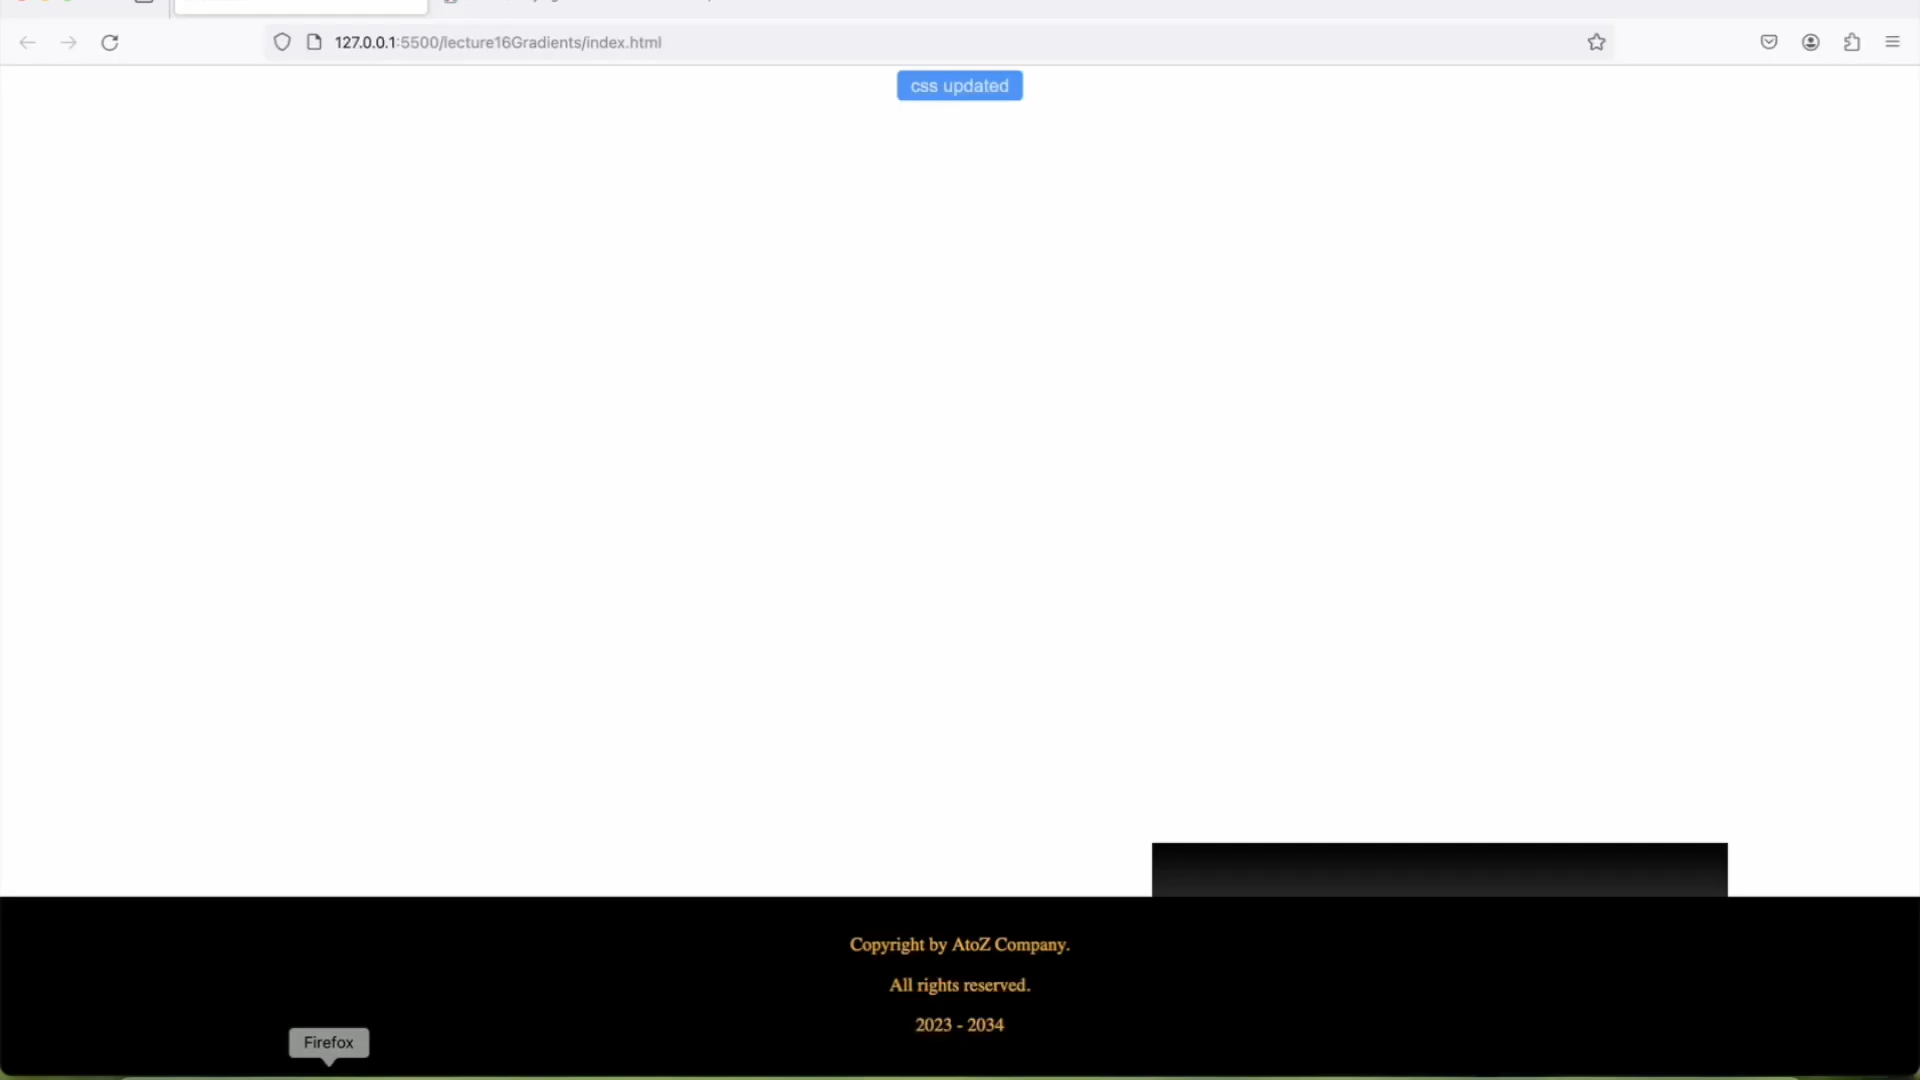 127.0.0.1:5500/lecture16Gradients/index.html
css updated
Copyright by AtoZ Company.
All rights reserved.
2023 - 2034
Firefox